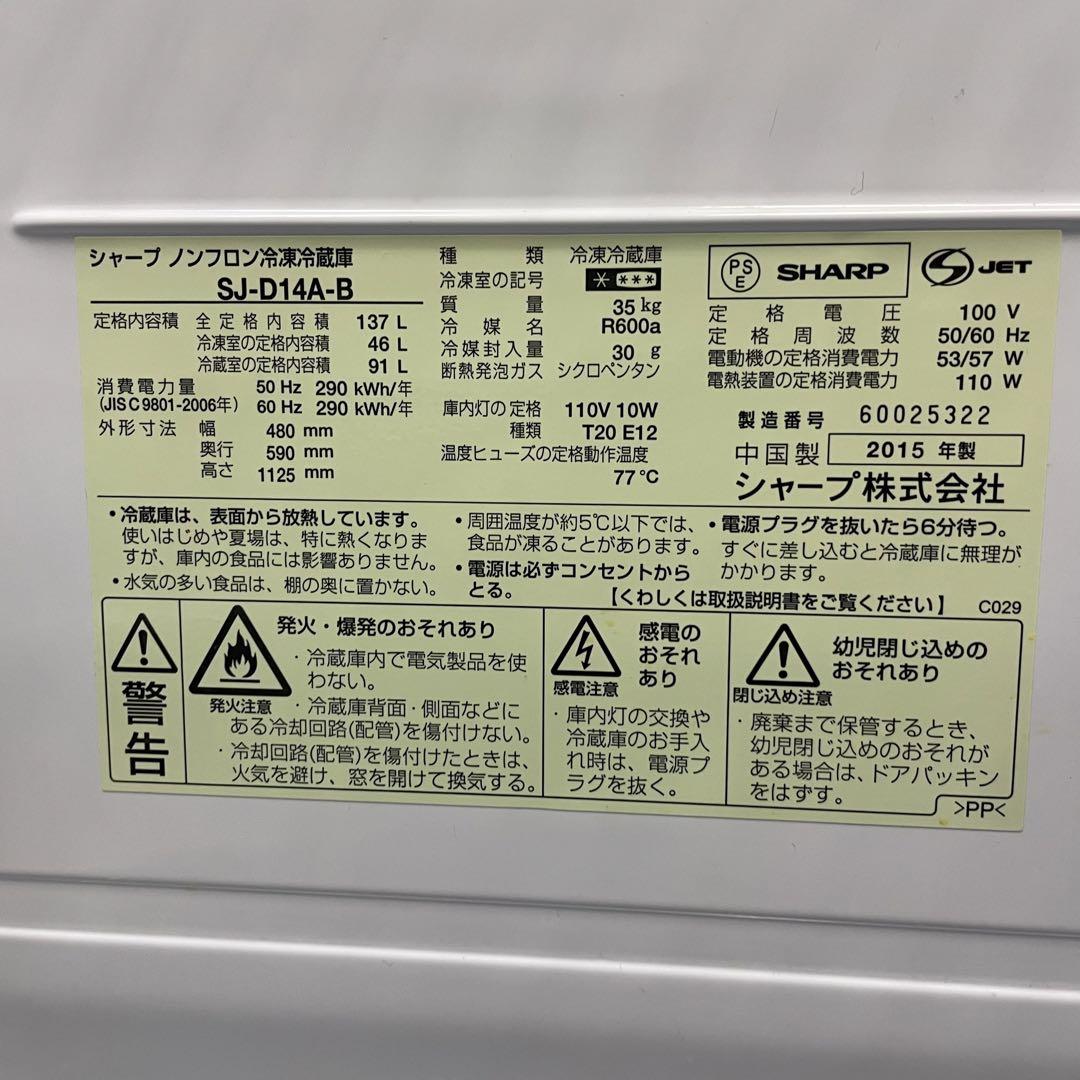 シャープ ノンフロン冷凍冷蔵庫
SJ-D14A-B
定格内容積 全定格内容積 137 L
冷凍室の定格内容積 46 L
冷蔵室の定格内容積 91 L
消費電力量 50 Hz 290 kWh/年
(JIS C 9801-2006年) 60 Hz 290 kWh/年
外形寸法 幅 480 mm
奥行 590 mm
高さ 1125 mm
種類 冷凍冷蔵庫
冷凍室の記号 * ***
質量 35 kg
冷媒名 R600a
冷媒封入量 30 g
断熱発泡ガス シクロペンタン
庫内灯の定格 110V 10W
種類 T20 E12
温度ヒューズの定格動作温度
77℃
PS
E
SHARP
S JET
定格電圧 100 V
定格周波数 50/60 Hz
電動機の定格消費電力 53/57 W
電熱装置の定格消費電力 110 W
製造番号 60025322
中国製 2015 年製
シャープ株式会社
・冷蔵庫は、表面から放熱しています。
使いはじめや夏場は、特に熱くなりま
すが、庫内の食品には影響ありません。
・水気の多い食品は、棚の奥に置かない。
・周囲温度が約5℃以下では、
食品が凍ることがあります。
・電源は必ずコンセントから
とる。
・電源プラグを抜いたら6分待つ。
すぐに差し込むと冷蔵庫に無理が
かかります。
【くわしくは取扱説明書をご覧ください】 C029
警告
発火注意
発火・爆発のおそれあり
・冷蔵庫内で電気製品を使
わない。
・冷蔵庫背面・側面などに
ある冷却回路(配管)を傷付けない。
・冷却回路(配管)を傷付けたときは、
火気を避け、窓を開けて換気する。
感電注意
感電の
おそれ
あり
・庫内灯の交換や
冷蔵庫のお手入
れ時は、電源プ
ラグを抜く。
閉じ込め注意
幼児閉じ込めの
おそれあり
・廃棄まで保管するとき、
幼児閉じ込めのおそれが
ある場合は、ドアパッキン
をはずす。
>PP<